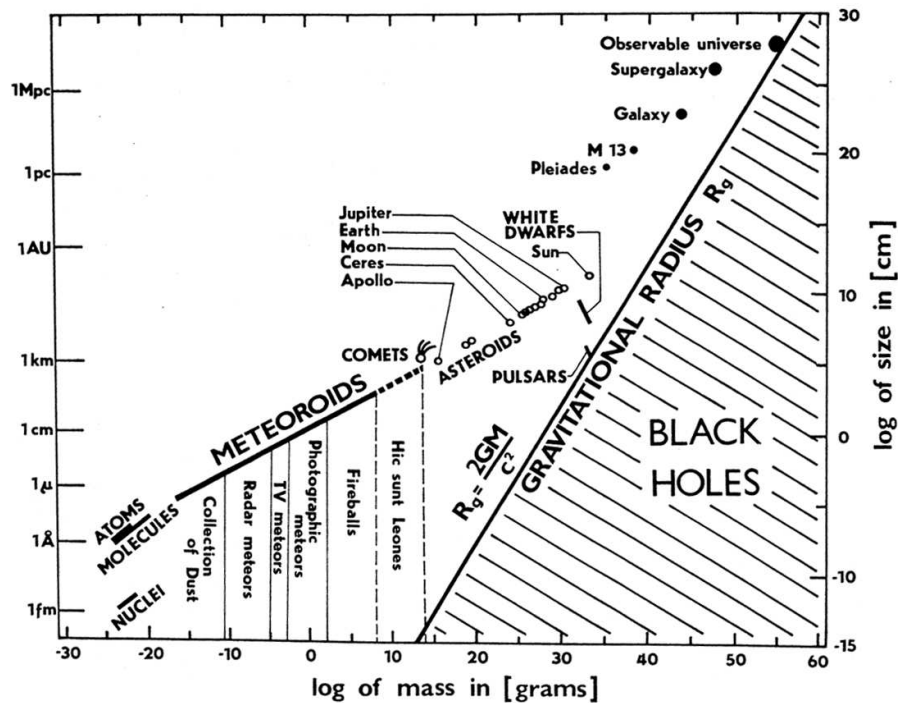 Observable universe
Supergalaxy
1Mpc
Galaxy
M 13
Pleiades
1pc
Jupiter
Earth
Moon
Ceres
Apollo
WHITE
DWARFS
Sun
1AU
COMETS
ASTEROIDS
1km
PULSARS
METEOROIDS
1cm
1μ
ATOMS
MOLECULES
1Å
NUCLEI
1fm
Collection
of Dust
Radar meteors
TV meteors
Photographic
meteors
Fireballs
Hic sunt Leones
Rg = 2GM
c²
GRAVITATIONAL RADIUS Rg
BLACK
HOLES
30
20
10
0
-10
-15
log of size in [cm]
-30
-20
-10
0
10
20
30
40
50
60
log of mass in [grams]